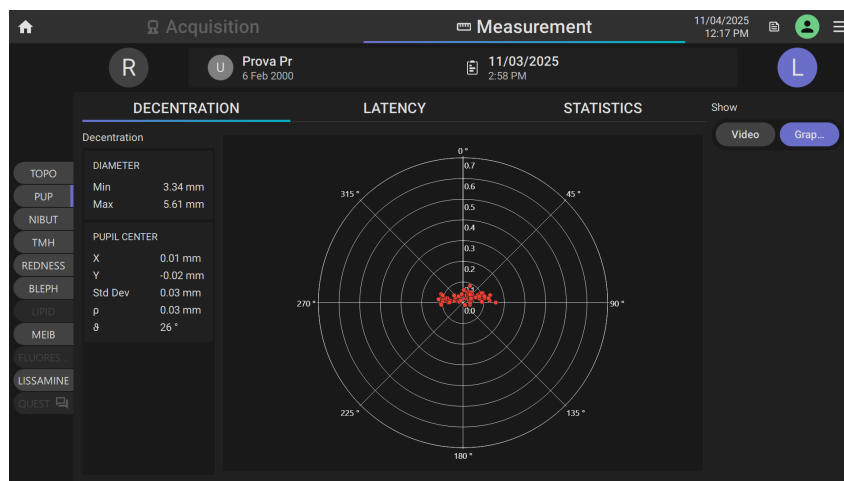 Acquisition
Measurement
11/04/2025
12:17 PM
R
U
Prova Pr
6 Feb 2000
11/03/2025
2:58 PM
L
DECENTRATION
LATENCY
STATISTICS
Show
Video
Grap...
TOPO
PUP
NIBUT
TMH
REDNESS
BLEPH
LIPID
MEIB
FLUORES...
LISSAMINE
QUEST
Decentration
DIAMETER
Min 3.34 mm
Max 5.61 mm
PUPIL CENTER
X 0.01 mm
Y -0.02 mm
Std Dev 0.03 mm
ρ 0.03 mm
ϑ 26 °
0 °
0.7
0.6
0.5
0.4
0.3
0.2
0.1
0.0
315 °
45 °
270 °
90 °
225 °
135 °
180 °